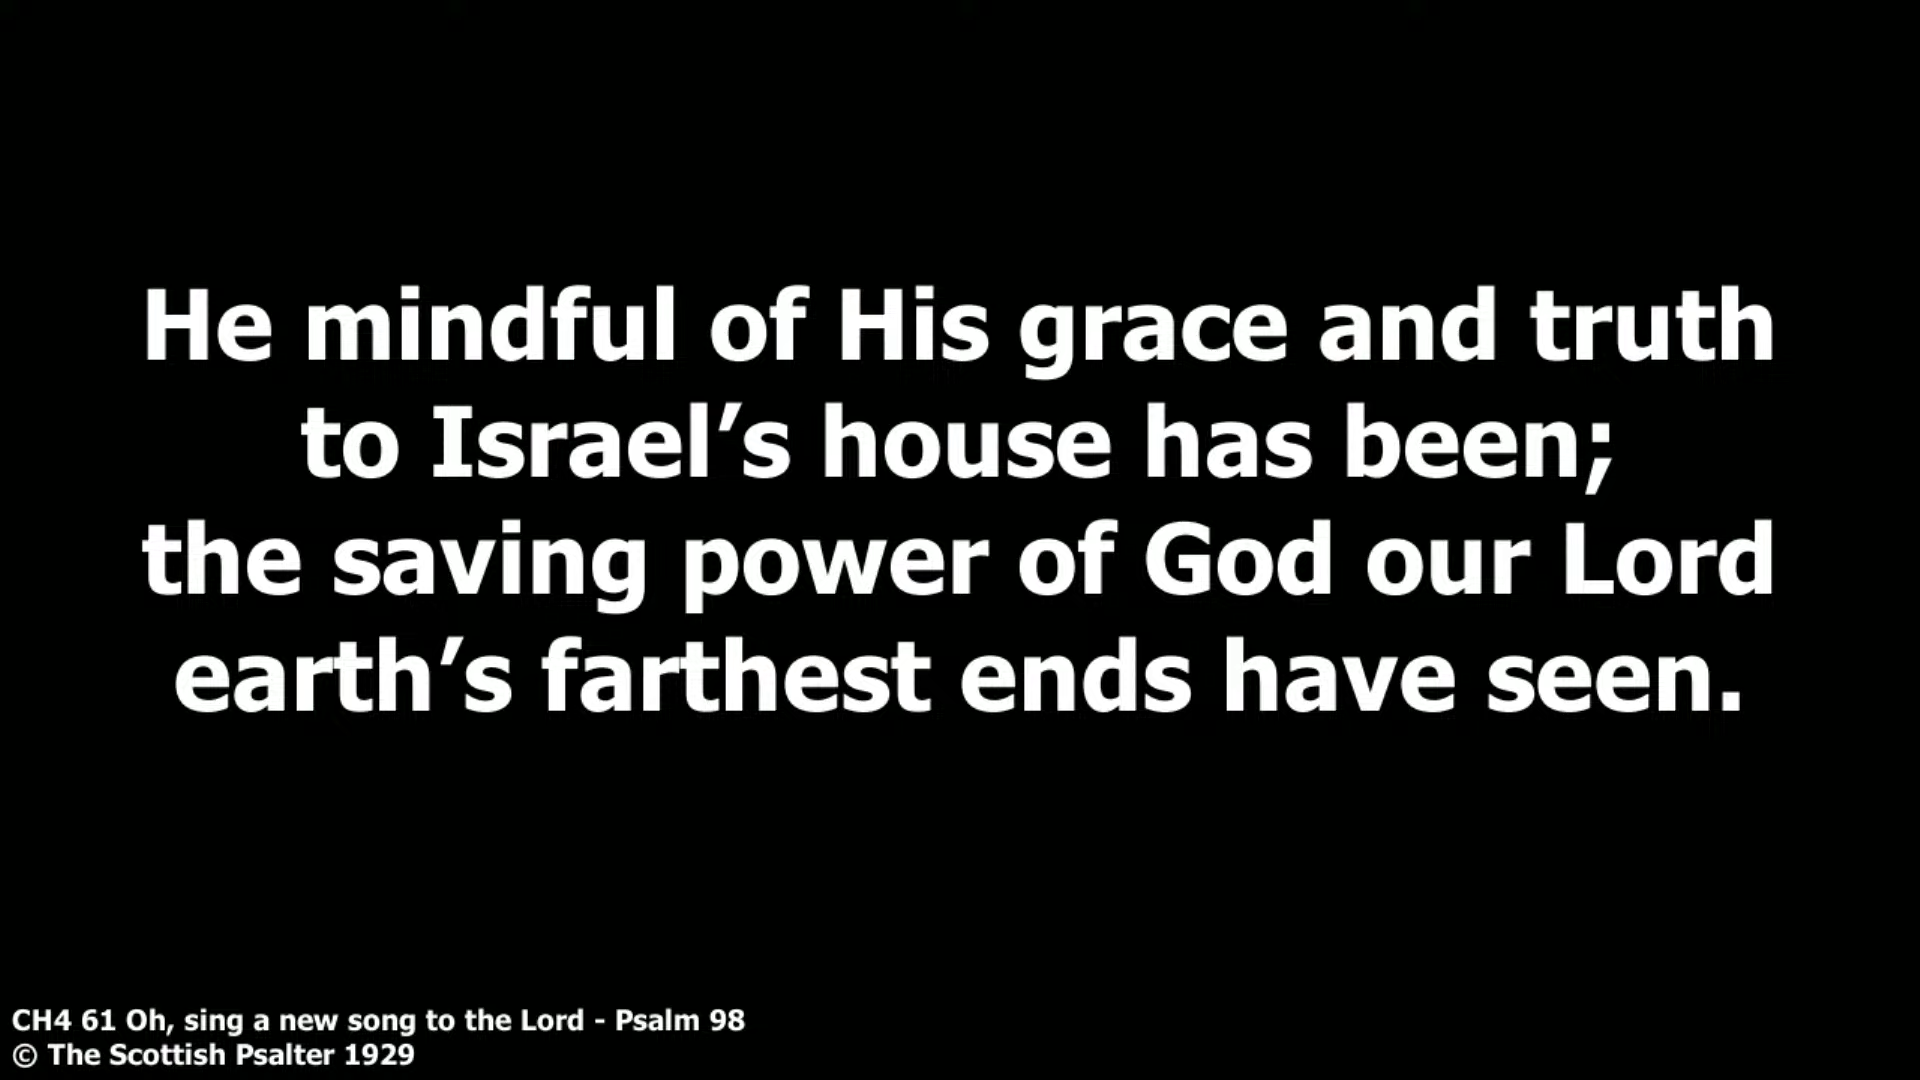 He mindful of His grace and truth
to Israel’s house has been;
the saving power of God our Lord
earth’s farthest ends have seen.
CH4 61 Oh, sing a new song to the Lord - Psalm 98
© The Scottish Psalter 1929